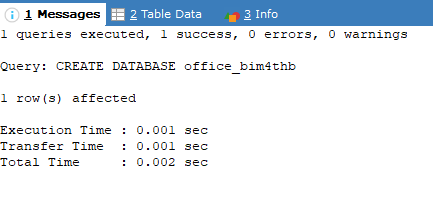 1 Messages 2 Table Data 3 Info
1 queries executed, 1 success, 0 errors, 0 warnings
Query: CREATE DATABASE office_bim4thb
1 row(s) affected
Execution Time : 0.001 sec
Transfer Time  : 0.001 sec
Total Time     : 0.002 sec